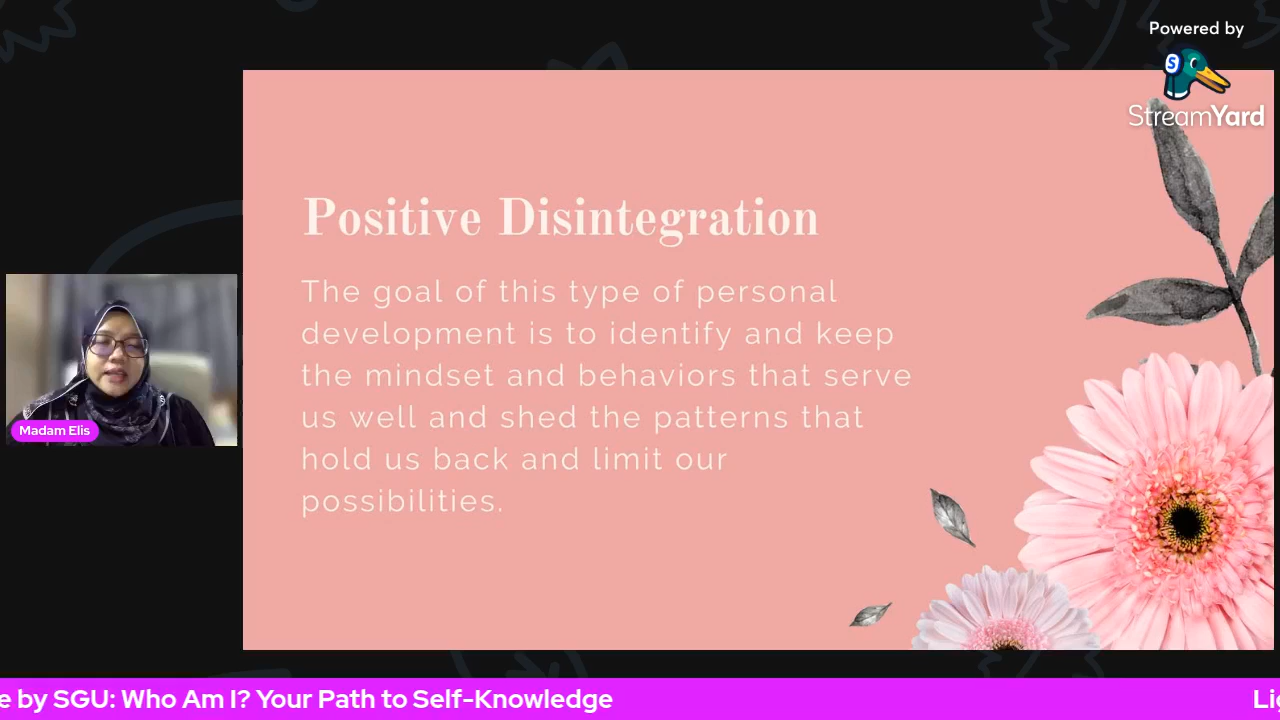 Powered by
StreamYard
Positive Disintegration
The goal of this type of personal
development is to identify and keep
the mindset and behaviors that serve
us well and shed the patterns that
hold us back and limit our
possibilities.
Madam Elis
e by SGU: Who Am I? Your Path to Self-Knowledge